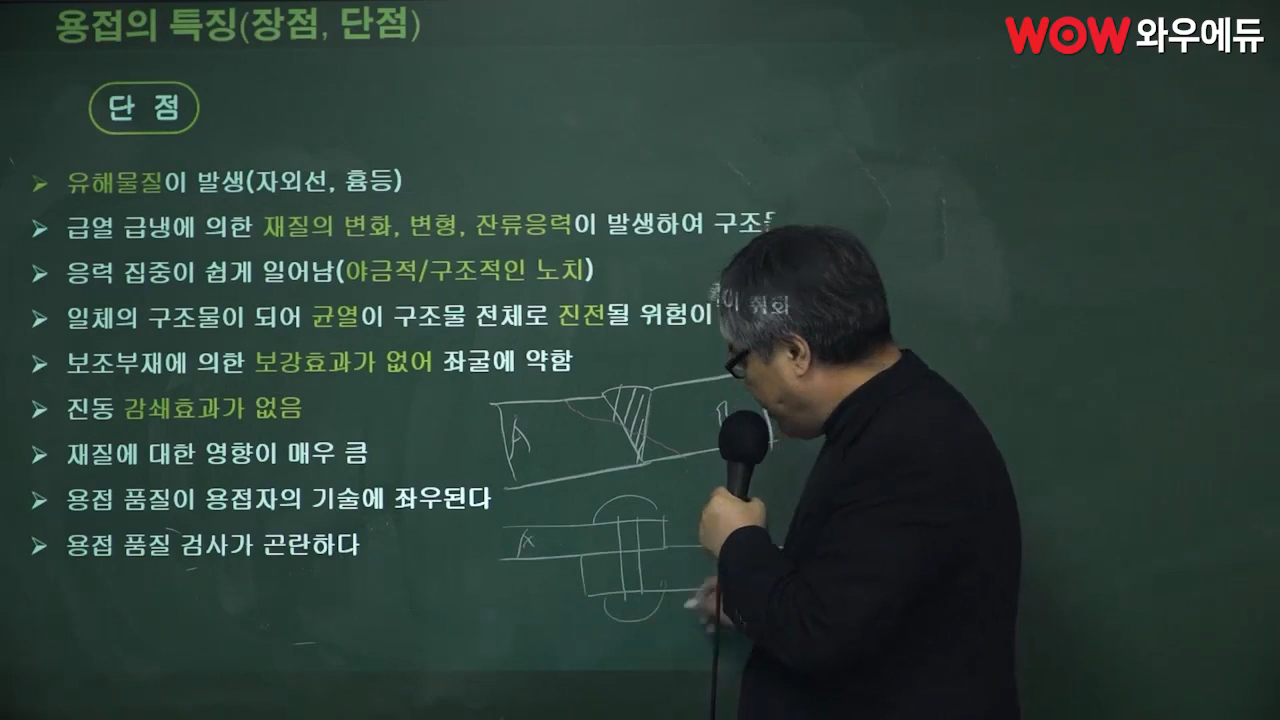 용접의 특징(장점, 단점)
WOW 와우에듀
단 점
➢ 유해물질이 발생(자외선, 흄등)
➢ 급열 급냉에 의한 재질의 변화, 변형, 잔류응력이 발생하여
취화
➢ 응력 집중이 쉽게 일어남(야금적/구조적인 노치)
➢ 일체의 구조물이 되어 균열이 구조물 전체로 진전될 위험이
➢ 보조부재에 의한 보강효과가 없어 좌굴에 약함
➢ 진동 감쇄효과가 없음
A
➢ 재질에 대한 영향이 매우 큼
➢ 용접 품질이 용접자의 기술에 좌우된다
A
➢ 용접 품질 검사가 곤란하다